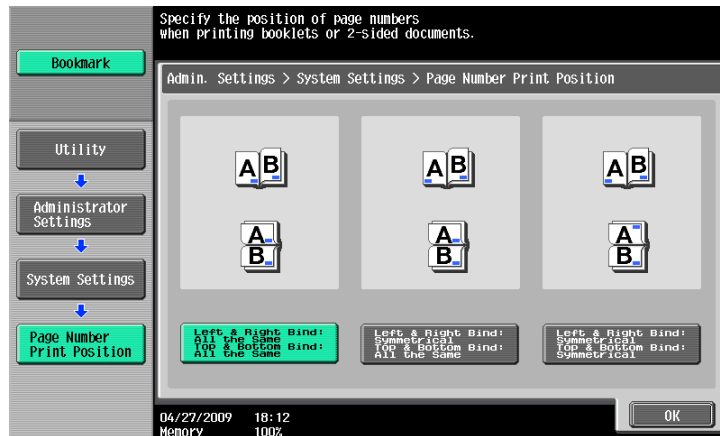 Specify the position of page numbers
when printing booklets or 2-sided documents.
Bookmark
Admin. Settings > System Settings > Page Number Print Position
Utility
Administrator
Settings
System Settings
Page Number
Print Position
A B
A B
A B
A
B
A
B
A
B
Left & Right Bind:
All the Same
Top & Bottom Bind:
All the Same
Left & Right Bind:
Symmetrical
Top & Bottom Bind:
All the Same
Left & Right Bind:
Symmetrical
Top & Bottom Bind:
Symmetrical
04/27/2009 18:12
Memory 100%
OK